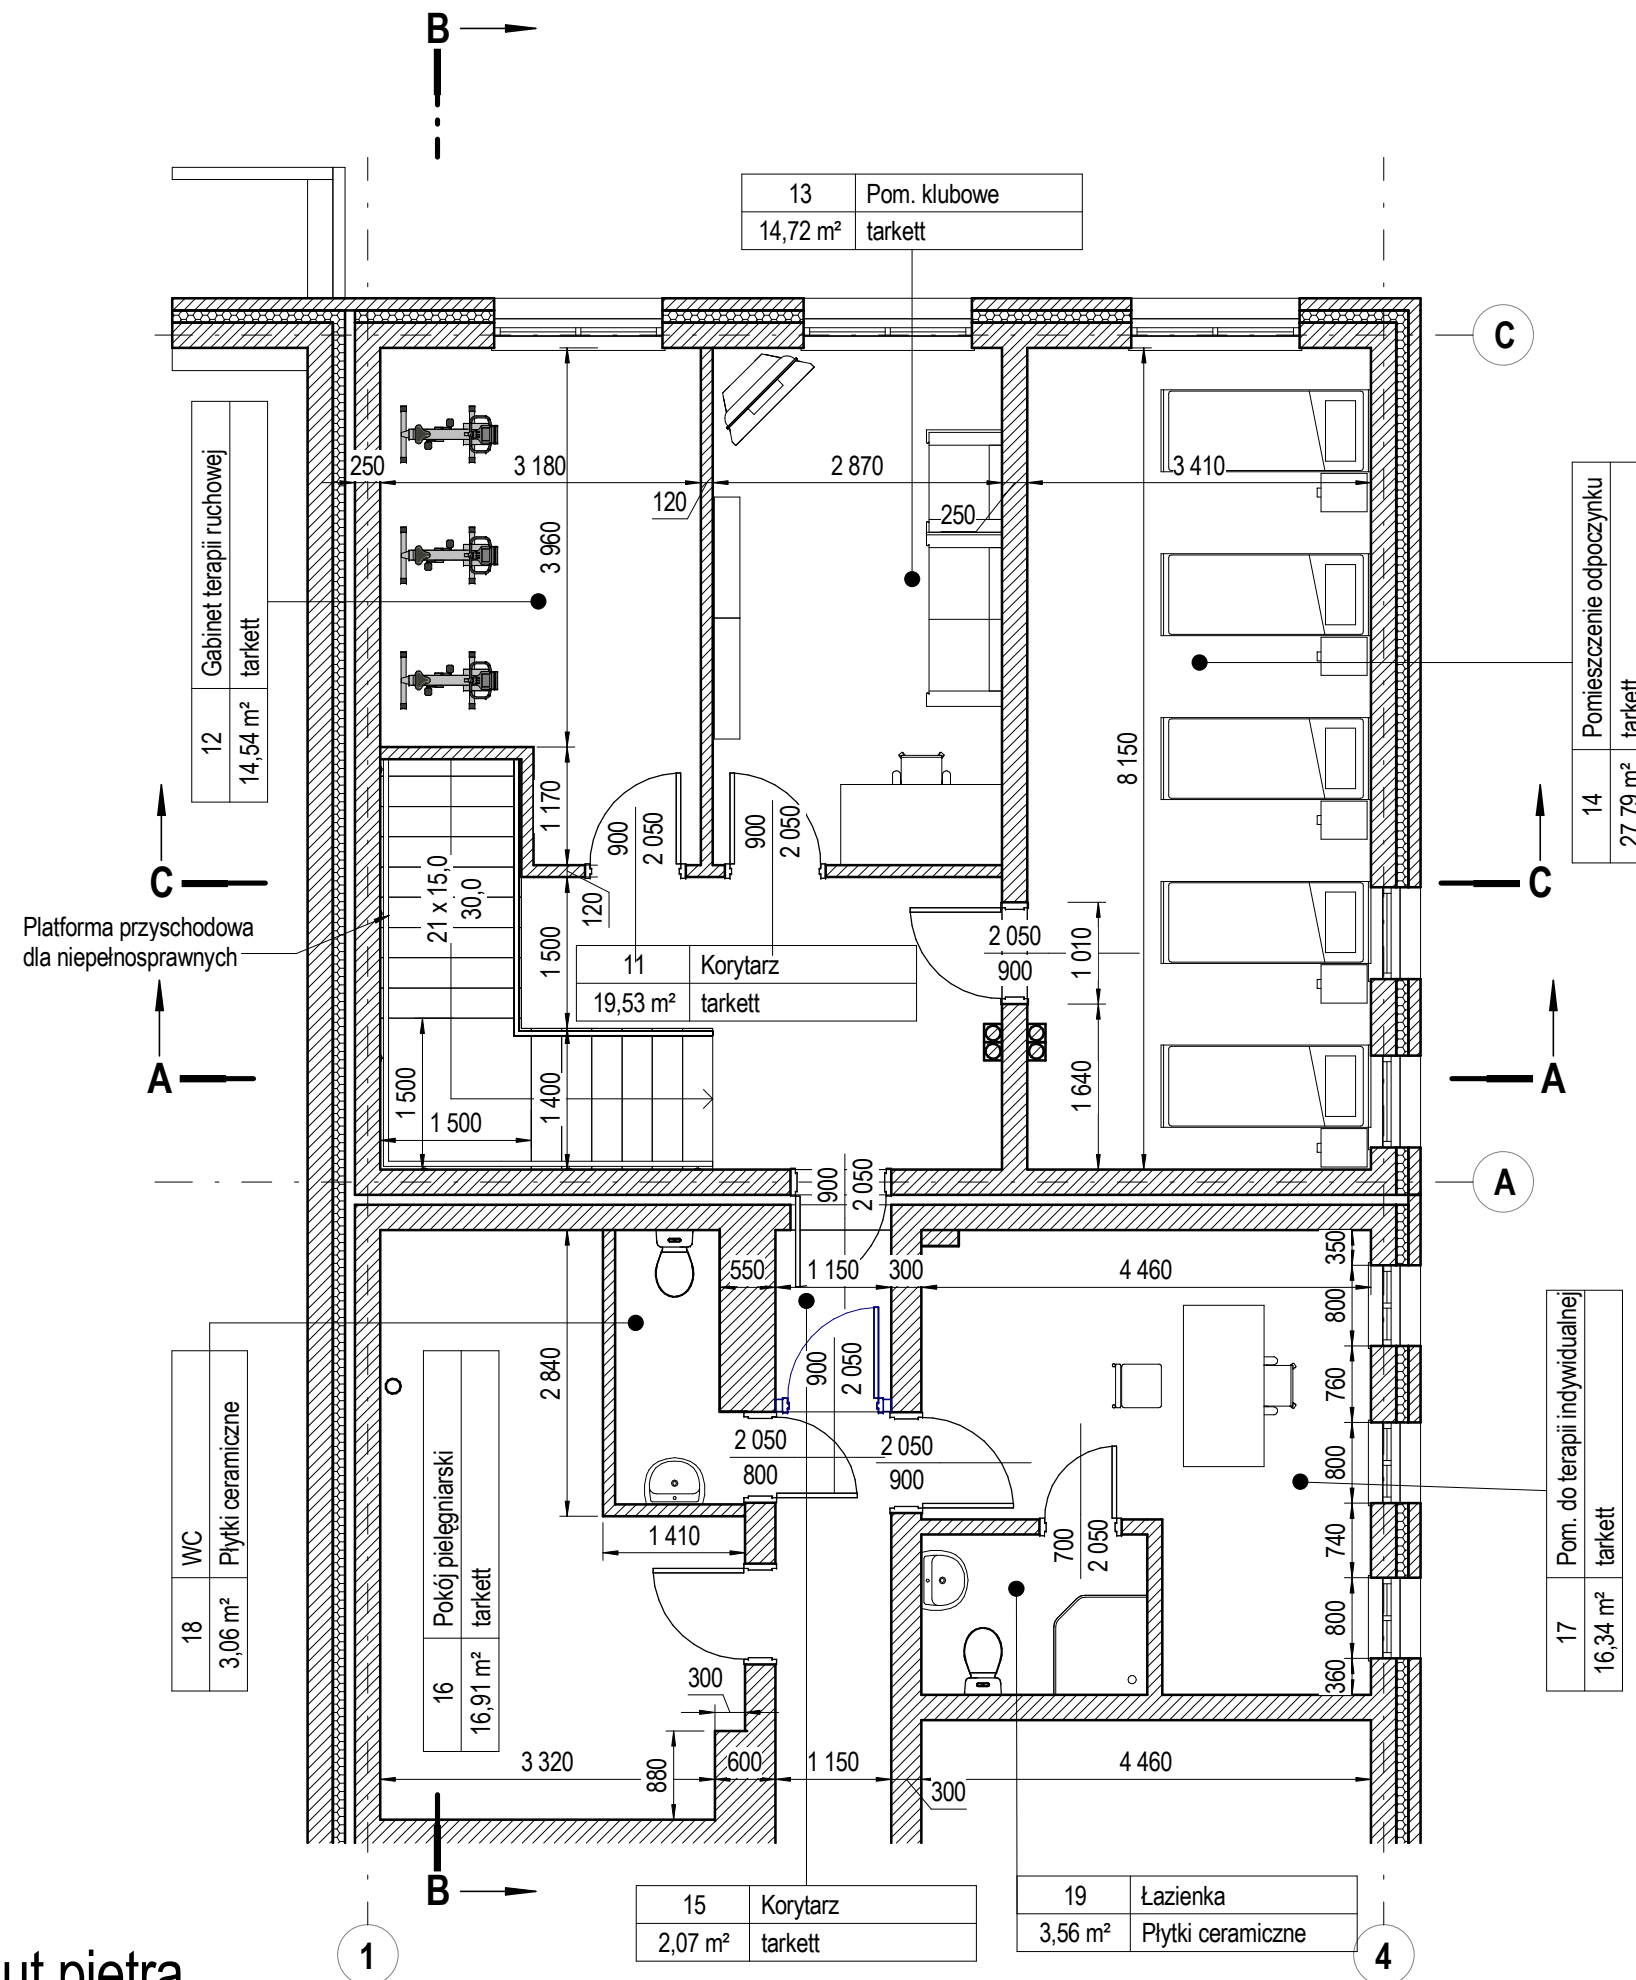 B
13 Pom. klubowe
14,72 m² tarkett
C
12 Gabinet terapii ruchowej
14,54 m² tarkett
250
3 180
120
2 870
250
3 410
3 960
14 Pomieszczenie odpoczynku
27,79 m² tarkett
8 150
1 170
900
2 050
900
2 050
C
C
21 x 15,0
30,0
120
Platforma przyschodowa
dla niepełnosprawnych
1 500
11 Korytarz
19,53 m² tarkett
2 050
900
1 010
A
A
1 500
1 500
1 400
1 640
900
2 050
A
550
1 150
300
4 460
350
800
760
800
740
800
360
2 840
900
2 050
18 WC
3,06 m² Płytki ceramiczne
16 Pokój pielęgniarski
16,91 m² tarkett
2 050
800
2 050
900
1 410
700
2 050
17 Pom. do terapii indywidualnej
16,34 m² tarkett
300
3 320
880
600
1 150
300
4 460
B
15 Korytarz
2,07 m² tarkett
19 Łazienka
3,56 m² Płytki ceramiczne
1
4
ut piętra